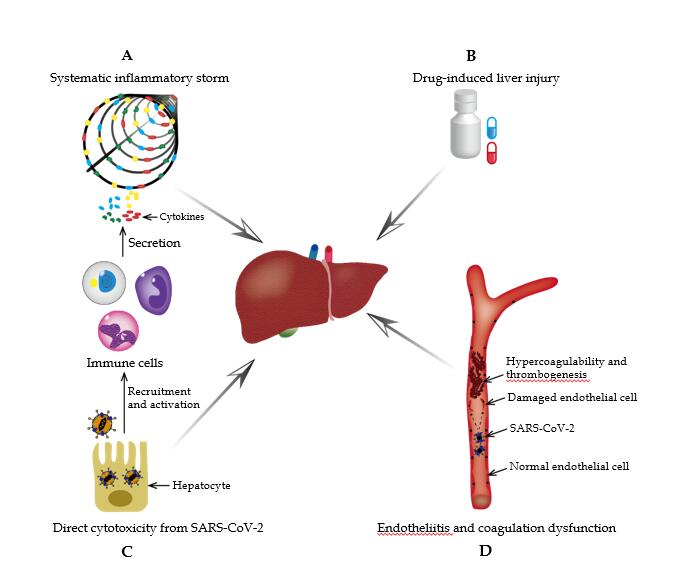 A
Systematic inflammatory storm
Cytokines
Secretion
Immune cells
Recruitment
and activation
Hepatocyte
Direct cytotoxicity from SARS-CoV-2
C
B
Drug-induced liver injury
Hypercoagulability and
thrombogenesis
Damaged endothelial cell
SARS-CoV-2
Normal endothelial cell
Endotheliitis and coagulation dysfunction
D